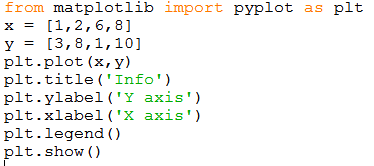 from matplotlib import pyplot as plt
x = [1,2,6,8]
y = [3,8,1,10]
plt.plot(x,y)
plt.title('Info')
plt.ylabel('Y axis')
plt.xlabel('X axis')
plt.legend()
plt.show()